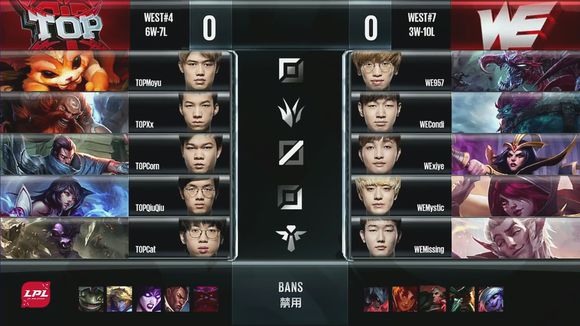 TOP
WEST#4
6W-7L
0
0
WEST#7
3W-10L
WE
TOPMoyu
WE957
TOPXx
WECondi
TOPCorn
WExiye
TOPQiuQiu
WEMystic
TOPCat
WEMissing
LPL
BANS
禁用